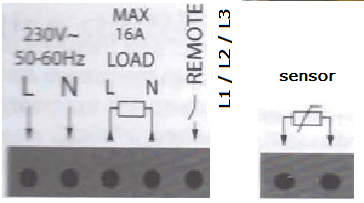 230V~
50-60Hz
L N
MAX
16A
LOAD
L N
REMOTE
L1 / L2 / L3
sensor